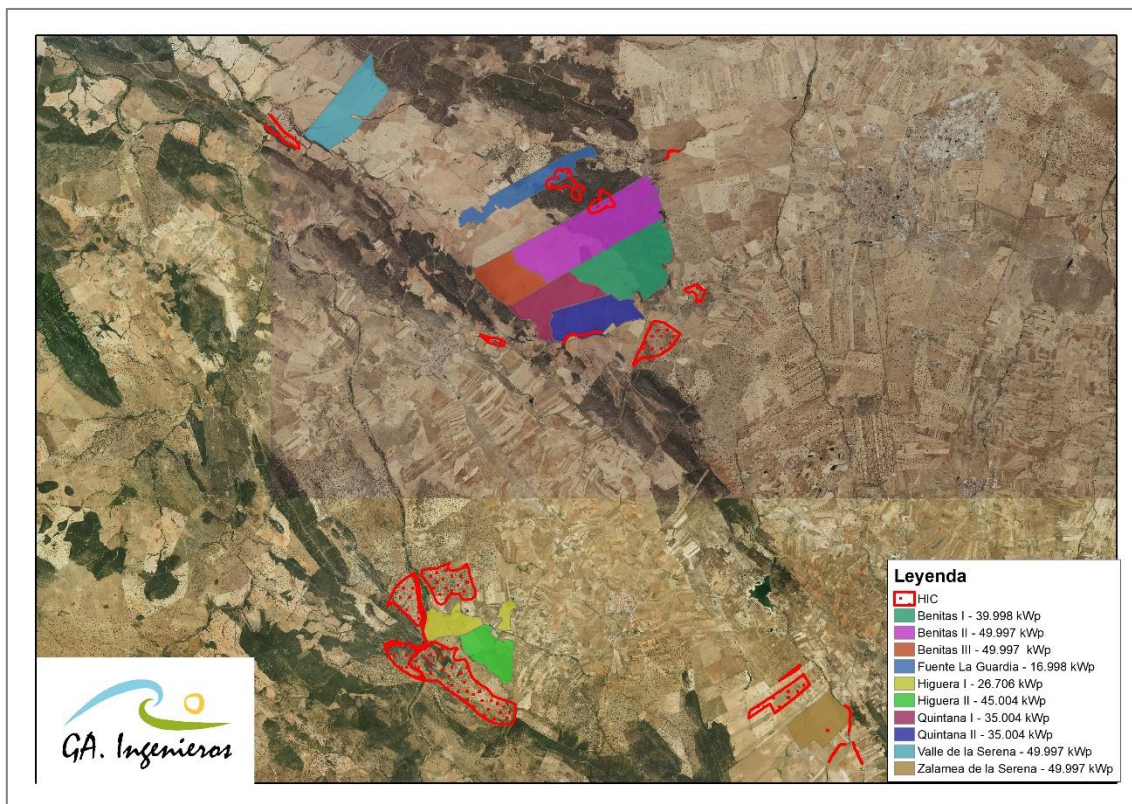 Leyenda
HIC
Benitas I - 39.998 kWp
Benitas II - 49.997 kWp
Benitas III - 49.997 kWp
Fuente La Guardia - 16.998 kWp
Higuera I - 26.706 kWp
Higuera II - 45.004 kWp
Quintana I - 35.004 kWp
Quintana II - 35.004 kWp
Valle de la Serena - 49.997 kWp
Zalamea de la Serena - 49.997 kWp
GA. Ingenieros